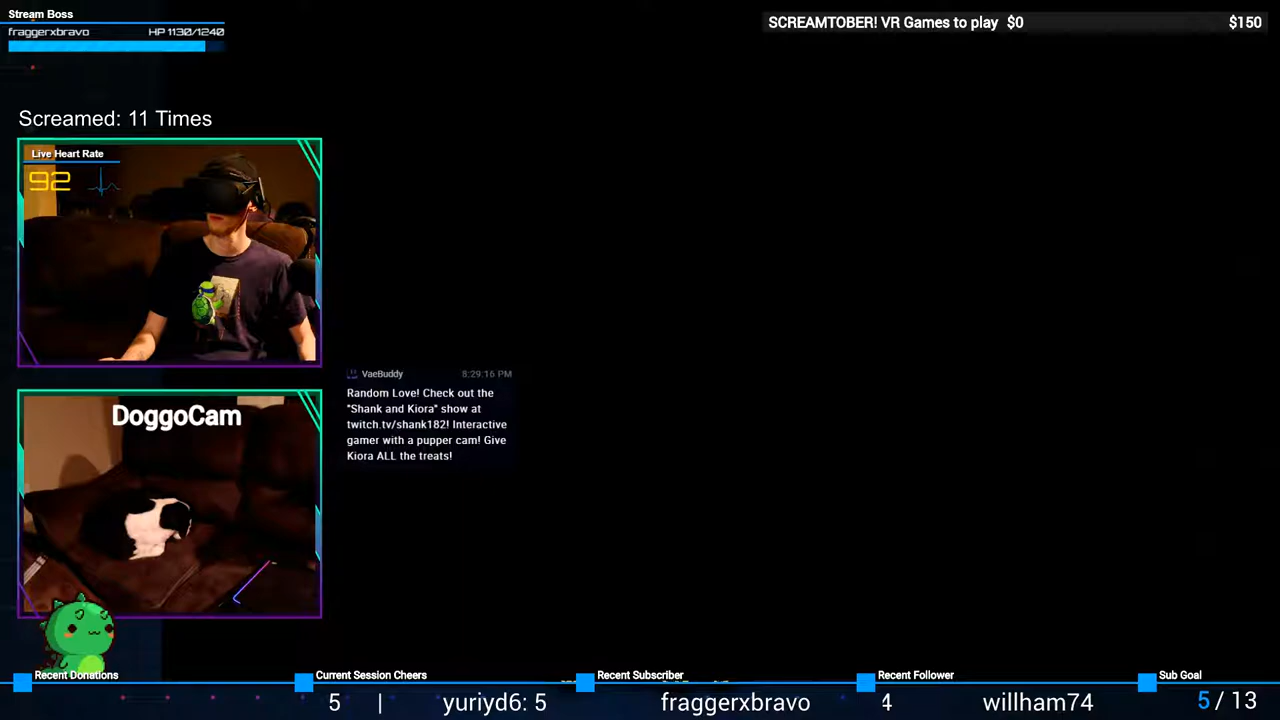 Stream Boss
fraggerxbravo HP 1130/1240
SCREAMTOBER! VR Games to play $0 $150
Screamed: 11 Times
Live Heart Rate
92
VaeBuddy 8:29:16 PM
Random Love! Check out the
"Shank and Kiora" show at
twitch.tv/shank182! Interactive
gamer with a pupper cam! Give
Kiora ALL the treats!
DoggoCam
Recent Donations
Current Session Cheers
5 | yuriyd6: 5
Recent Subscriber
fraggerxbravo
Recent Follower
4 willham74
Sub Goal
5 / 13